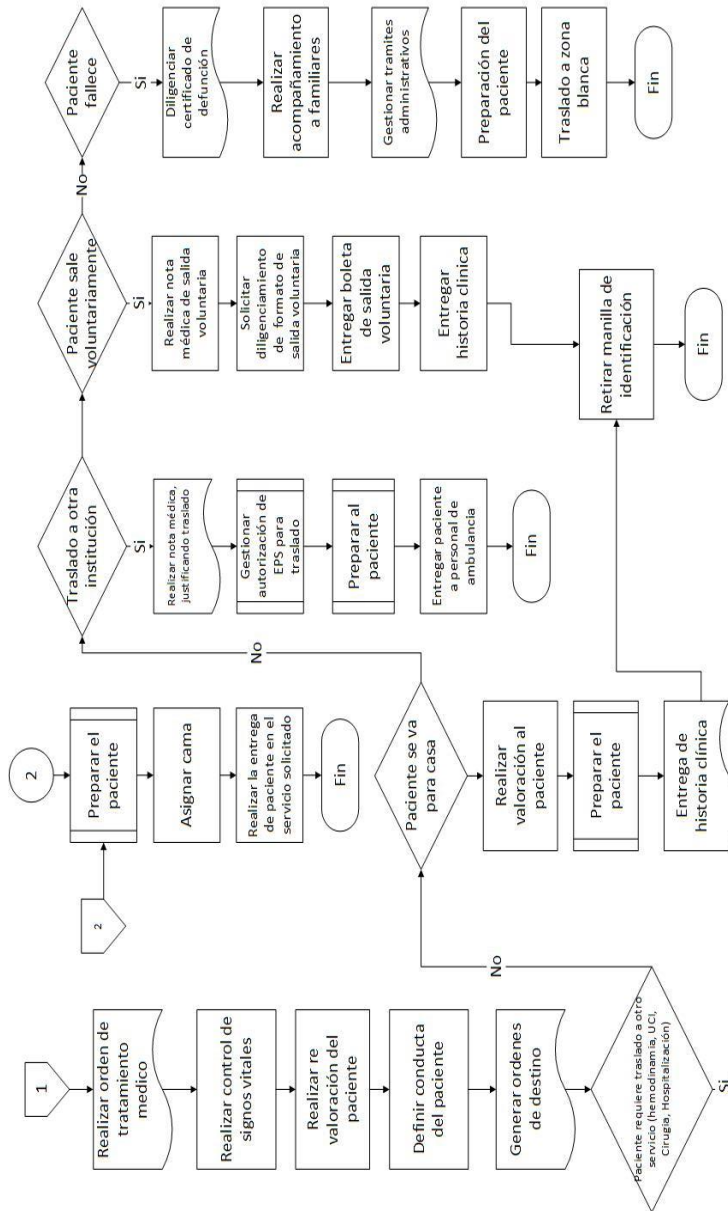 1
Realizar orden de
tratamiento
medico
Realizar control de
signos vitales
Realizar re
valoración del
paciente
Definir conducta
del paciente
Generar ordenes
de destino
Paciente requiere traslado a otro
servicio (hemodinamia, UCI,
Cirugia, Hospitalización)
Si
No
2
2
Preparar el
paciente
Asignar cama
Realizar la entrega
de paciente en el
servicio solicitado
Fin
Paciente se va
para casa
No
Realizar
valoración al
paciente
Preparar el
paciente
Entrega de
historia clínica
Traslado a otra
institución
Si
Realizar nota médica,
justificando traslado
Gestionar
autorización de
EPS para
traslado
Preparar al
paciente
Entregar paciente
a personal de
ambulancia
Fin
Paciente sale
voluntariamente
No
Si
Realizar nota
médica de salida
voluntaria
Solicitar
diligenciamiento
de formato de
salida voluntaria
Entregar boleta
de salida
voluntaria
Entregar
historia clinica
Retirar manilla de
identificación
Fin
Paciente
fallece
Si
Diligenciar
certificado de
defunción
Realizar
acompañamiento
a familiares
Gestionar tramites
administrativos
Preparación del
paciente
Traslado a zona
blanca
Fin